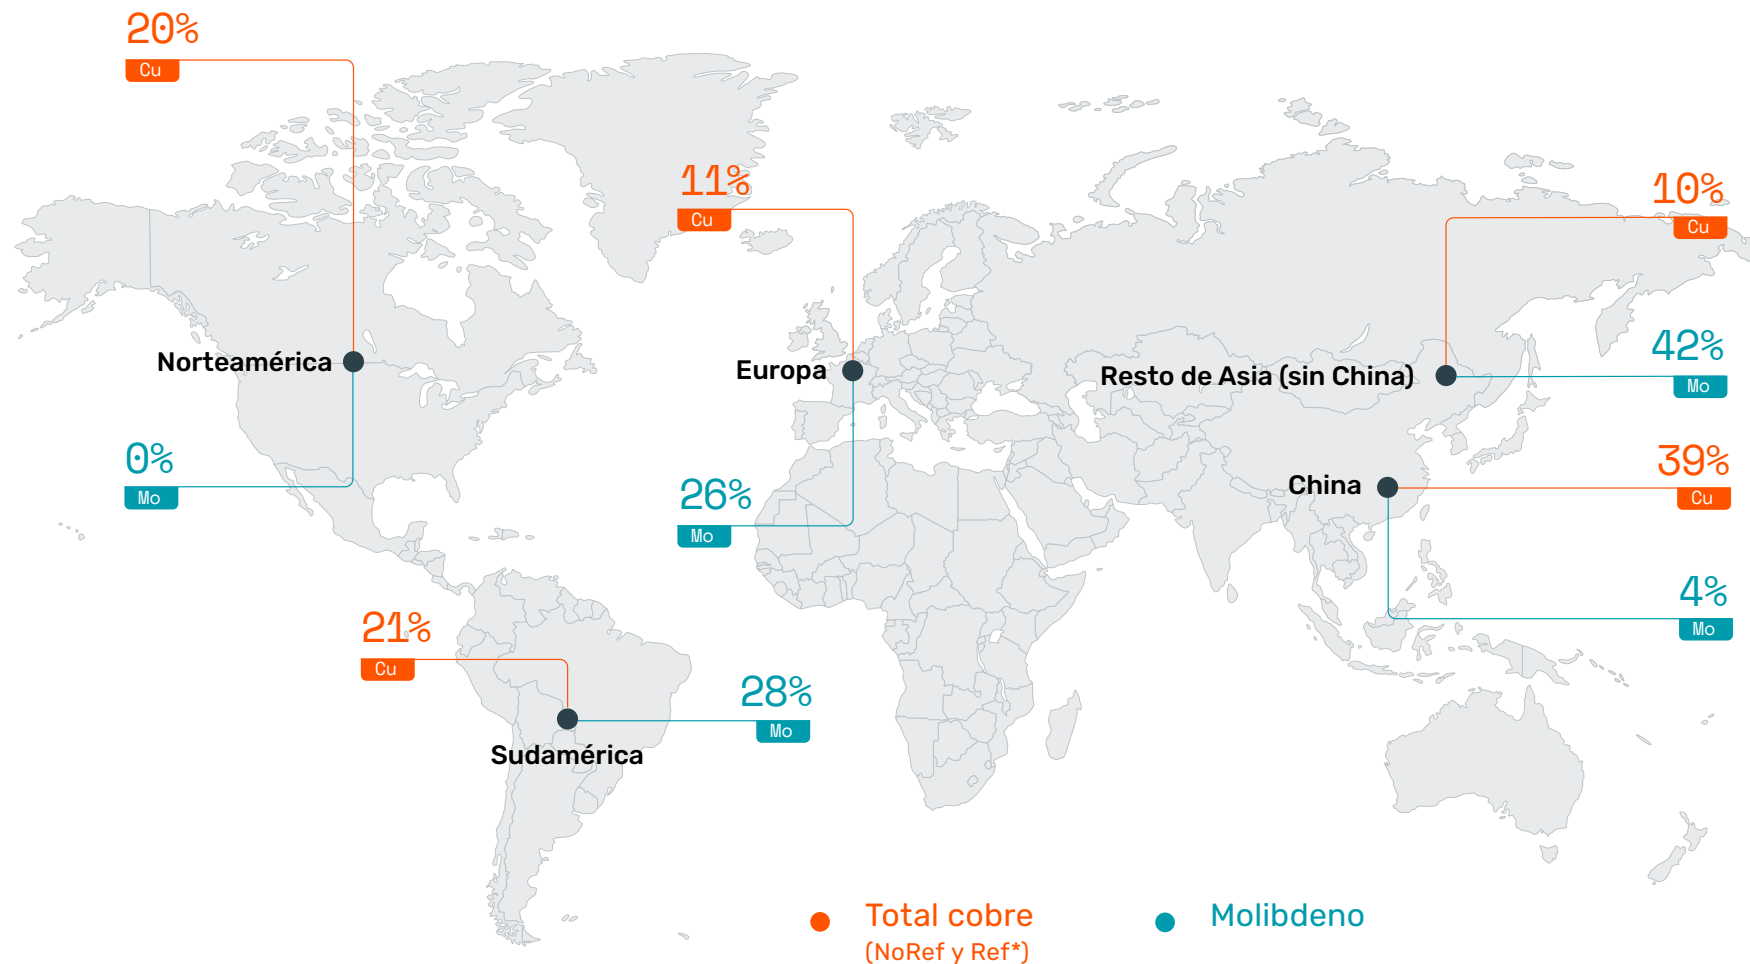 20%
Cu
Norteamérica
0%
Mo
11%
Cu
Europa
26%
Mo
10%
Cu
Resto de Asia (sin China)
42%
Mo
China
39%
Cu
4%
Mo
21%
Cu
Sudamérica
28%
Mo
Total cobre
(NoRef y Ref*)
Molibdeno